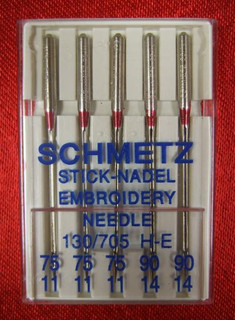 SCHMETZ
STICK-NADEL
EMBROIDERY
NEEDLE
130/705 H-E
75 75 75 90 90
11 11 11 14 14